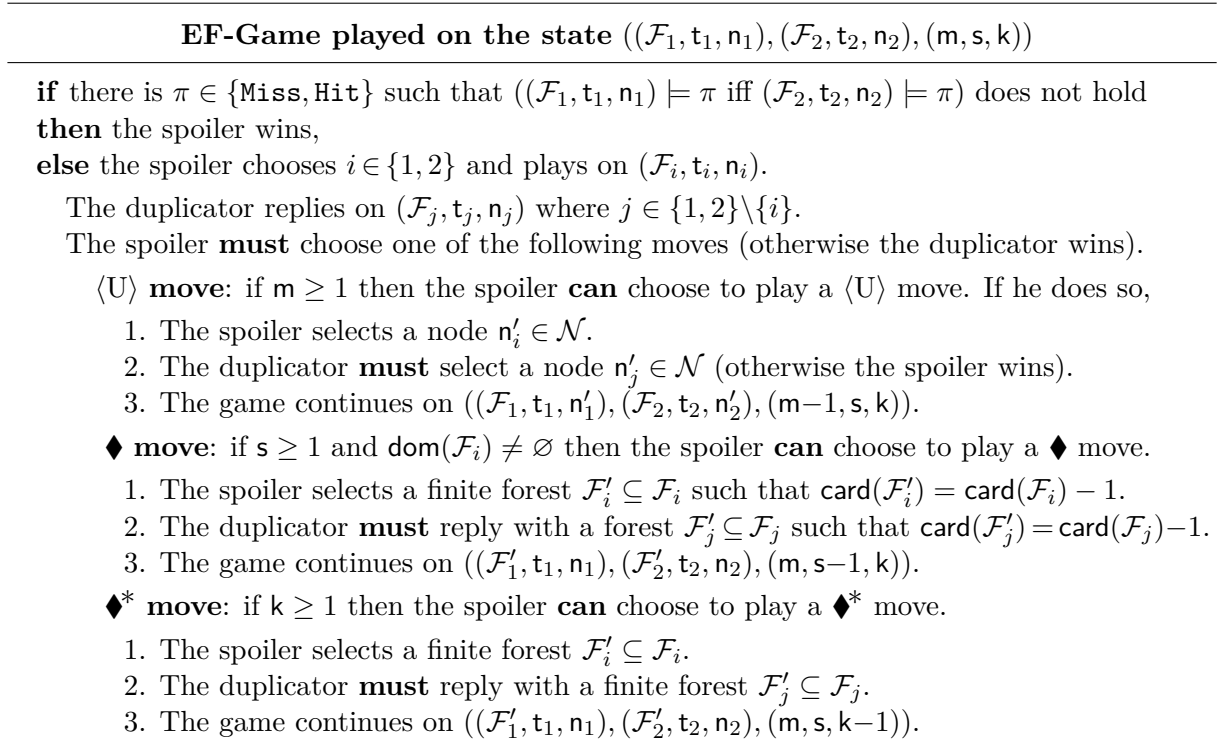 EF-Game played on the state ((ℱ₁, t₁, n₁), (ℱ₂, t₂, n₂), (m, s, k))
if there is π ∈ {Miss, Hit} such that ((ℱ₁, t₁, n₁) ⊨ π iff (ℱ₂, t₂, n₂) ⊨ π) does not hold
then the spoiler wins,
else the spoiler chooses i ∈ {1, 2} and plays on (ℱᵢ, tᵢ, nᵢ).
The duplicator replies on (ℱⱼ, tⱼ, nⱼ) where j ∈ {1, 2}\{i}.
The spoiler must choose one of the following moves (otherwise the duplicator wins).
⟨U⟩ move: if m ≥ 1 then the spoiler can choose to play a ⟨U⟩ move. If he does so,
1. The spoiler selects a node n′ᵢ ∈ 𝒩.
2. The duplicator must select a node n′ⱼ ∈ 𝒩 (otherwise the spoiler wins).
3. The game continues on ((ℱ₁, t₁, n′₁), (ℱ₂, t₂, n′₂), (m−1, s, k)).
♦ move: if s ≥ 1 and dom(ℱᵢ) ≠ ∅ then the spoiler can choose to play a ♦ move.
1. The spoiler selects a finite forest ℱ′ᵢ ⊆ ℱᵢ such that card(ℱ′ᵢ) = card(ℱᵢ) − 1.
2. The duplicator must reply with a forest ℱ′ⱼ ⊆ ℱⱼ such that card(ℱ′ⱼ) = card(ℱⱼ)−1.
3. The game continues on ((ℱ′₁, t₁, n₁), (ℱ′₂, t₂, n₂), (m, s−1, k)).
♦* move: if k ≥ 1 then the spoiler can choose to play a ♦* move.
1. The spoiler selects a finite forest ℱ′ᵢ ⊆ ℱᵢ.
2. The duplicator must reply with a finite forest ℱ′ⱼ ⊆ ℱⱼ.
3. The game continues on ((ℱ′₁, t₁, n₁), (ℱ′₂, t₂, n₂), (m, s, k−1)).